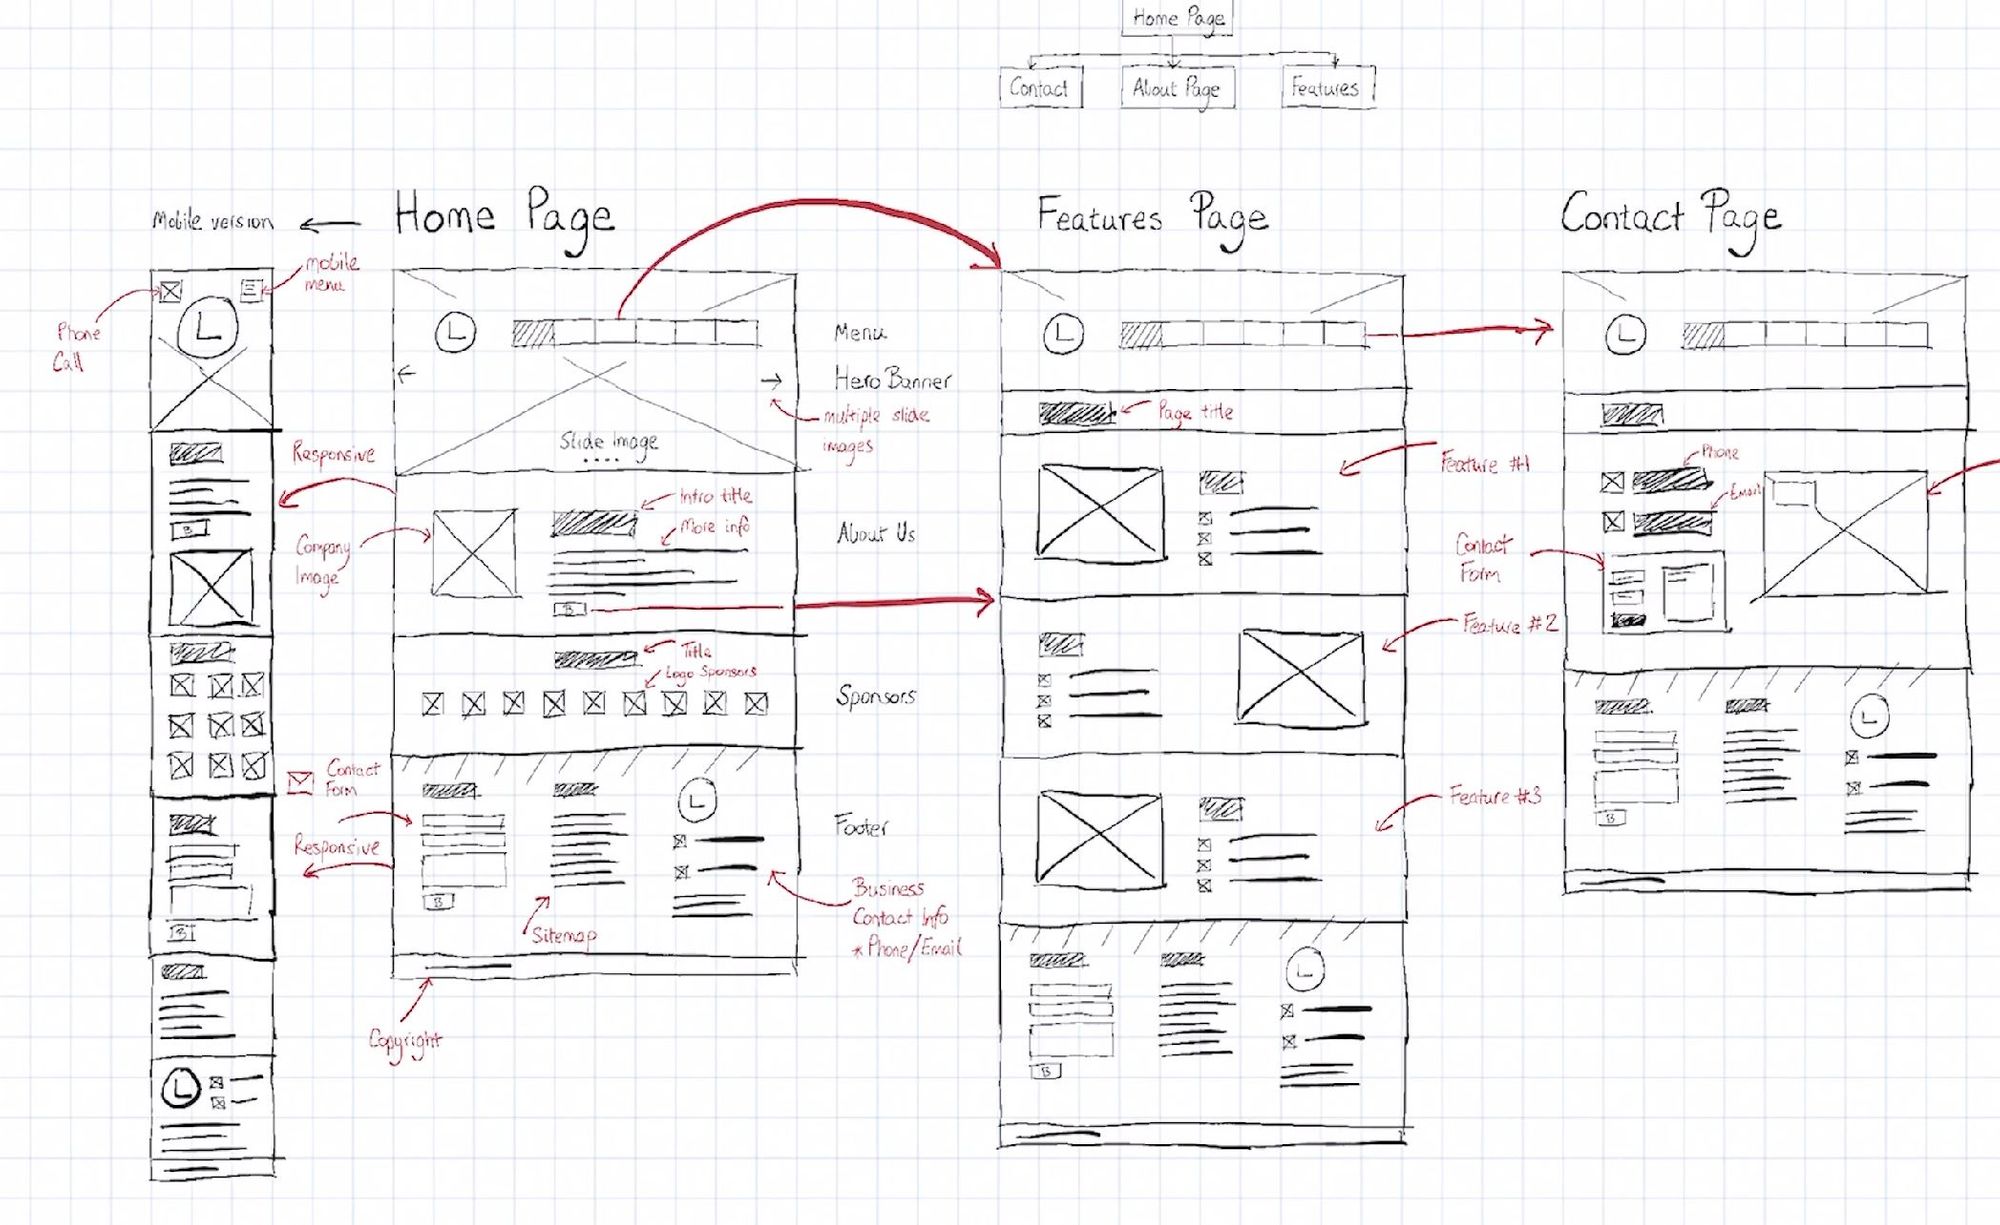 Home Page
Contact
About Page
Features
Mobile version
Home Page
Features Page
Contact Page
mobile
menu
Phone
Call
L
L
Menu
L
L
Hero Banner
Slide Image
multiple slide
images
Page title
Responsive
Intro title
More info
Company
Image
About Us
B
B
Feature #1
Phone
Email
Contact
Form
Title
Logo Sponsors
Sponsors
Feature #2
Contact
Form
Responsive
L
B
Footer
Sitemap
Business
Contact Info
* Phone/Email
Copyright
Feature #3
L
B
B
L
L
B